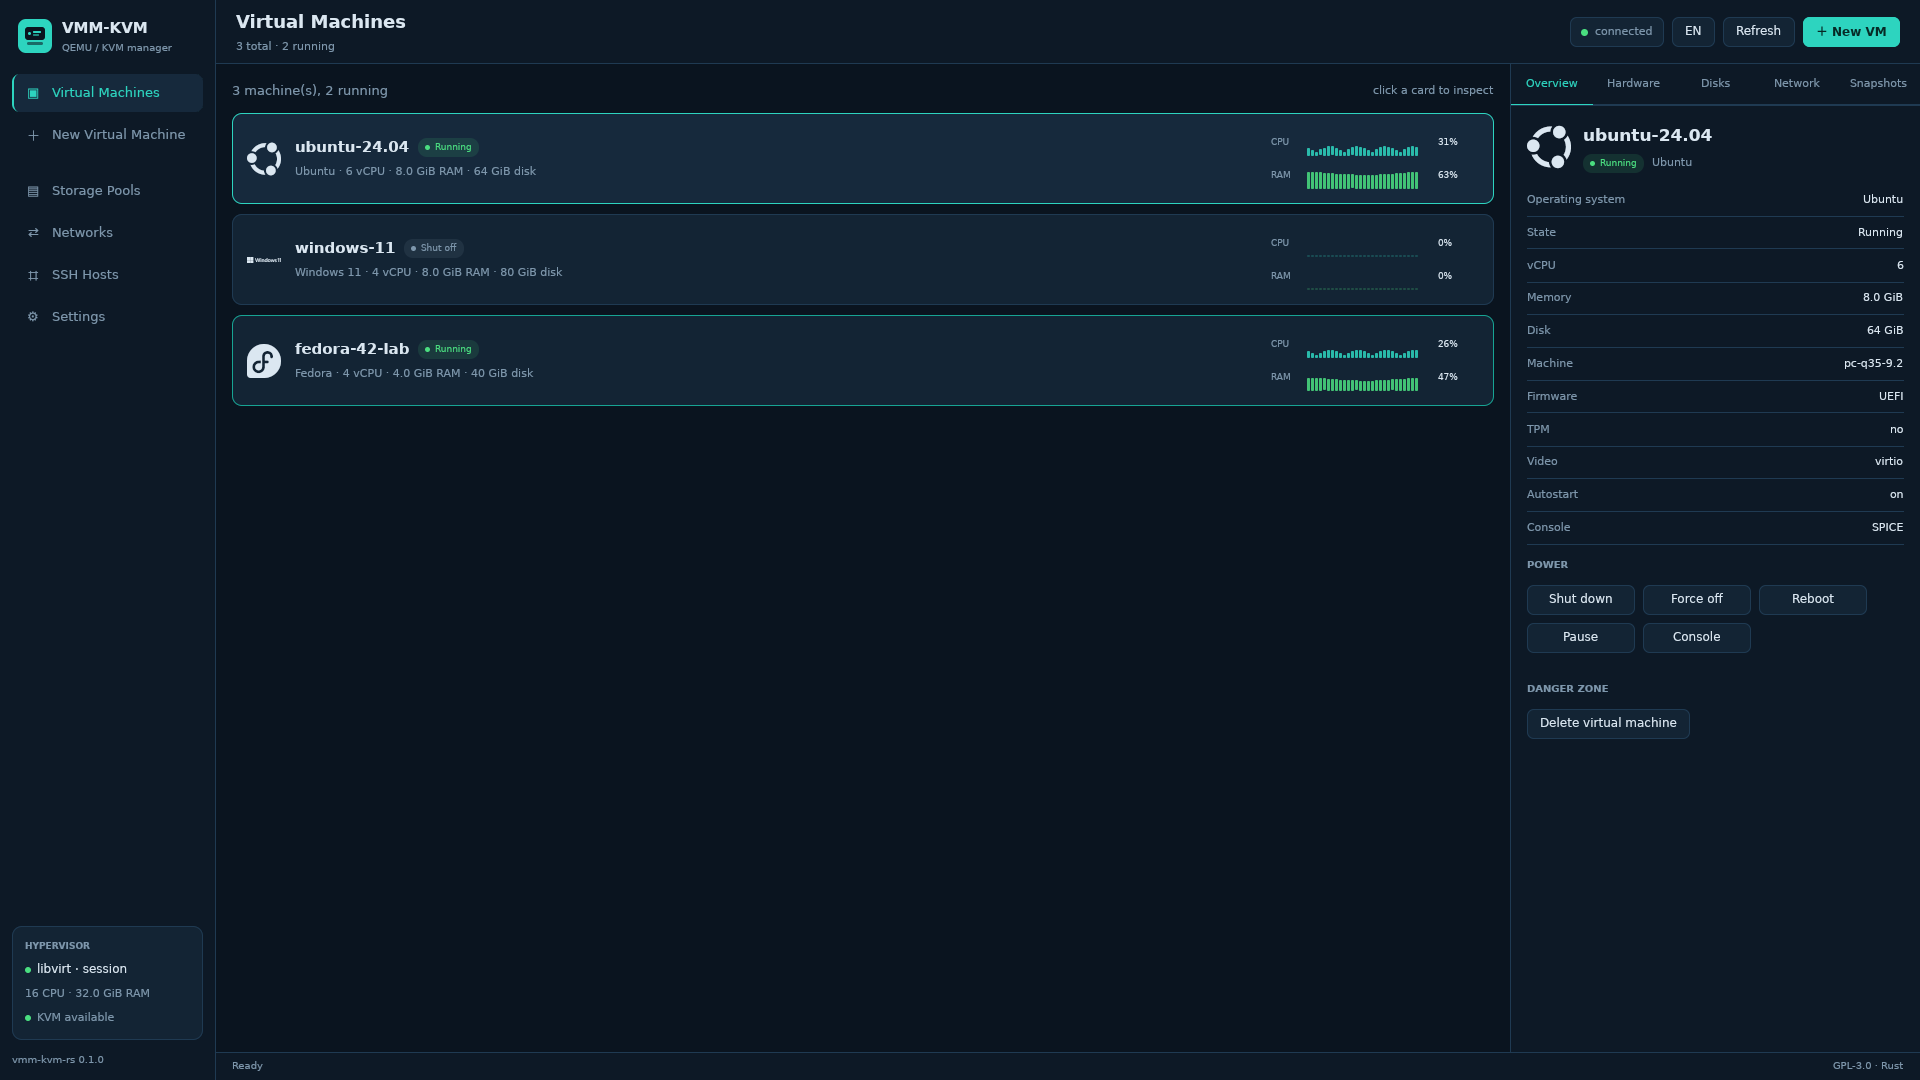 VMM-KVM
QEMU / KVM manager
Virtual Machines
New Virtual Machine
Storage Pools
Networks
SSH Hosts
Settings
HYPERVISOR
libvirt · session
16 CPU · 32.0 GiB RAM
KVM available
vmm-kvm-rs 0.1.0
Virtual Machines
3 total · 2 running
connected
EN
Refresh
+ New VM
3 machine(s), 2 running
click a card to inspect
ubuntu-24.04
Running
Ubuntu · 6 vCPU · 8.0 GiB RAM · 64 GiB disk
CPU 31%
RAM 63%
windows-11
Shut off
Windows 11
Windows 11 · 4 vCPU · 8.0 GiB RAM · 80 GiB disk
CPU 0%
RAM 0%
fedora-42-lab
Running
Fedora · 4 vCPU · 4.0 GiB RAM · 40 GiB disk
CPU 26%
RAM 47%
Overview Hardware Disks Network Snapshots
ubuntu-24.04
Running Ubuntu
Operating system Ubuntu
State Running
vCPU 6
Memory 8.0 GiB
Disk 64 GiB
Machine pc-q35-9.2
Firmware UEFI
TPM no
Video virtio
Autostart on
Console SPICE
POWER
Shut down Force off Reboot
Pause Console
DANGER ZONE
Delete virtual machine
Ready
GPL-3.0 · Rust